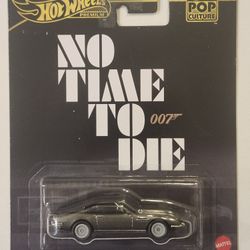 HOT WHEELS
PREMIUM
POP
CULTURE
NO
TIME
TO
007
DIE
MATTEL